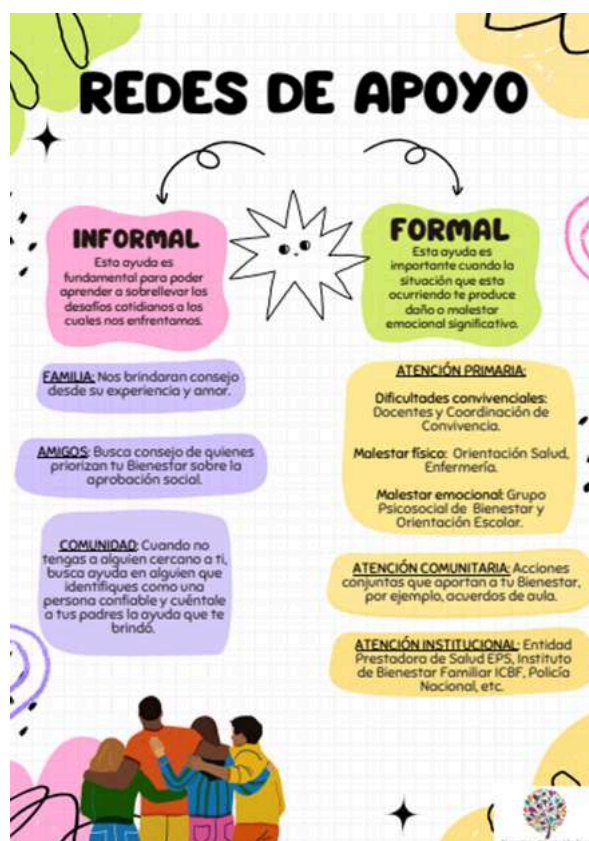 REDES DE APOYO
INFORMAL
Esta ayuda es
fundamental para poder
aprender a sobrellevar los
desafíos cotidianos a los
cuales nos enfrentamos.
FAMILIA: Nos brindaran consejo
desde su experiencia y amor.
AMIGOS: Busca consejo de quienes
priorizan tu Bienestar sobre la
aprobación social.
COMUNIDAD: Cuando no
tengas a alguien cercano a ti,
busca ayuda en alguien que
identifiques como una
persona confiable y cuéntale
a tus padres la ayuda que te
brindó.
FORMAL
Esta ayuda es
importante cuando la
situación que esta
ocurriendo te produce
daño o malestar
emocional significativo.
ATENCIÓN PRIMARIA:
Dificultades convivenciales:
Docentes y Coordinación de
Convivencia.
Malestar físico: Orientación Salud,
Enfermería.
Malestar emocional: Grupo
Psicosocial de Bienestar y
Orientación Escolar.
ATENCIÓN COMUNITARIA: Acciones
conjuntas que aportan a tu Bienestar,
por ejemplo, acuerdos de aula.
ATENCIÓN INSTITUCIONAL: Entidad
Prestadora de Salud EPS, Instituto
de Bienestar Familiar ICBF, Policía
Nacional, etc.